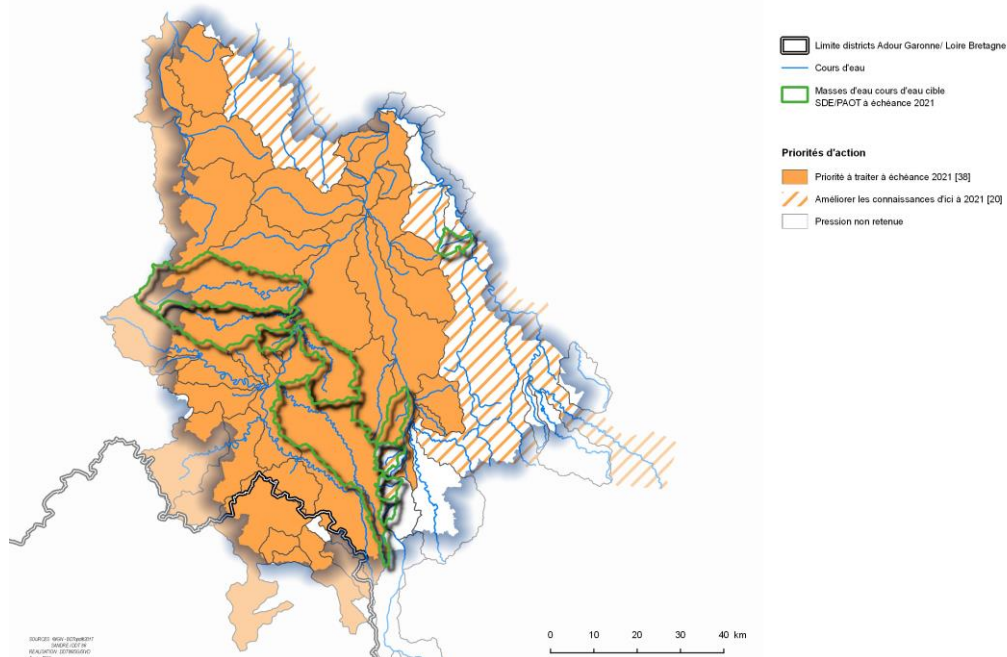 Limite districts Adour Garonne/ Loire Bretagne
Cours d'eau
Masses d'eau cours d'eau cible
SDE/PAOT à échéance 2021
Priorités d'action
Priorité à traiter à échéance 2021 [38]
Améliorer les connaissances d'ici à 2021 [20]
Pression non retenue
0 10 20 30 40 km